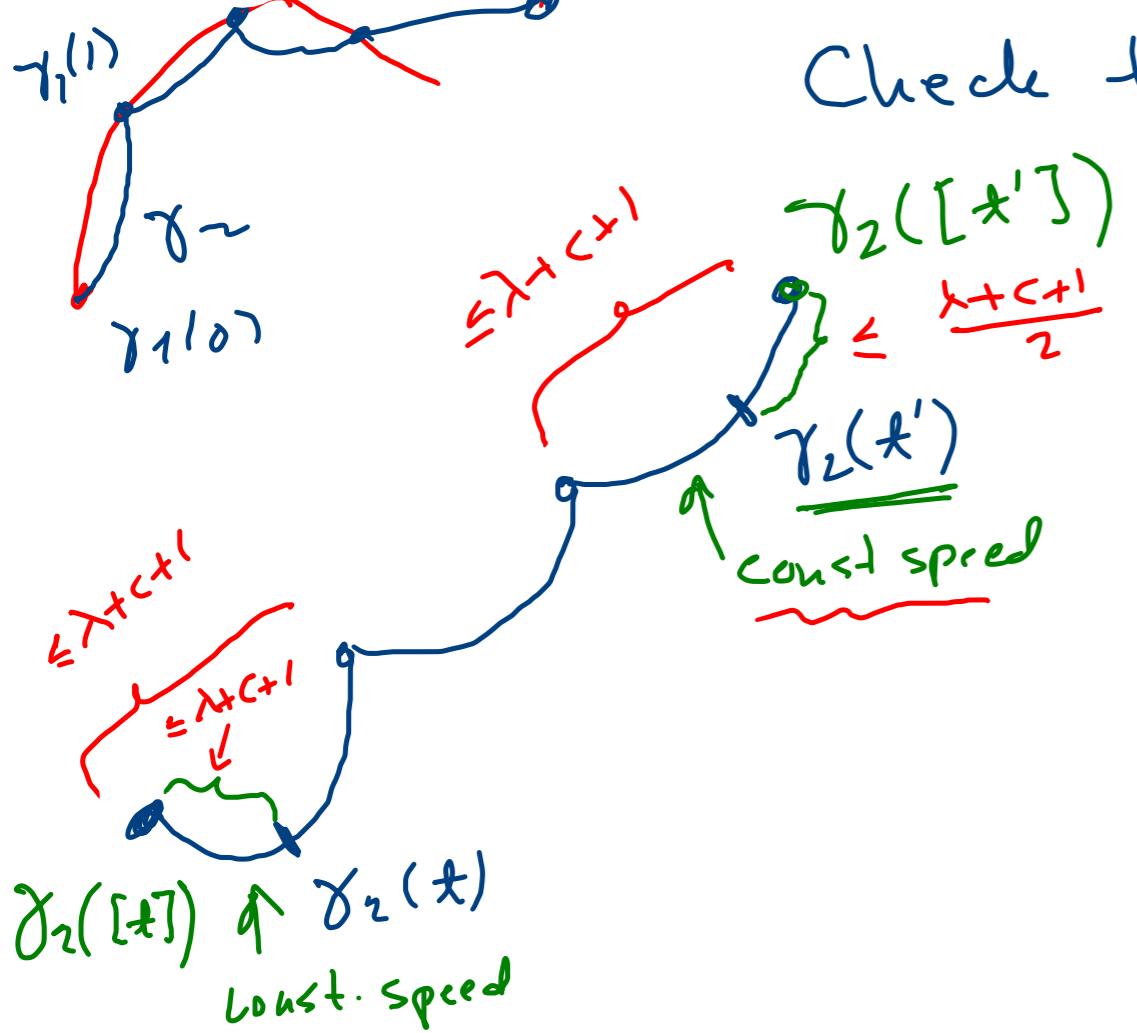 γ₁(1)
Check t
γ₂
γ₁(0)
≤ λ+c+1
γ₂([t'])
≤ (λ+c+1)/2
γ₂(t')
const speed
≤ λ+c+1
≤ λ+c+1
γ₂([t]) ↑ γ₂(t)
const. speed